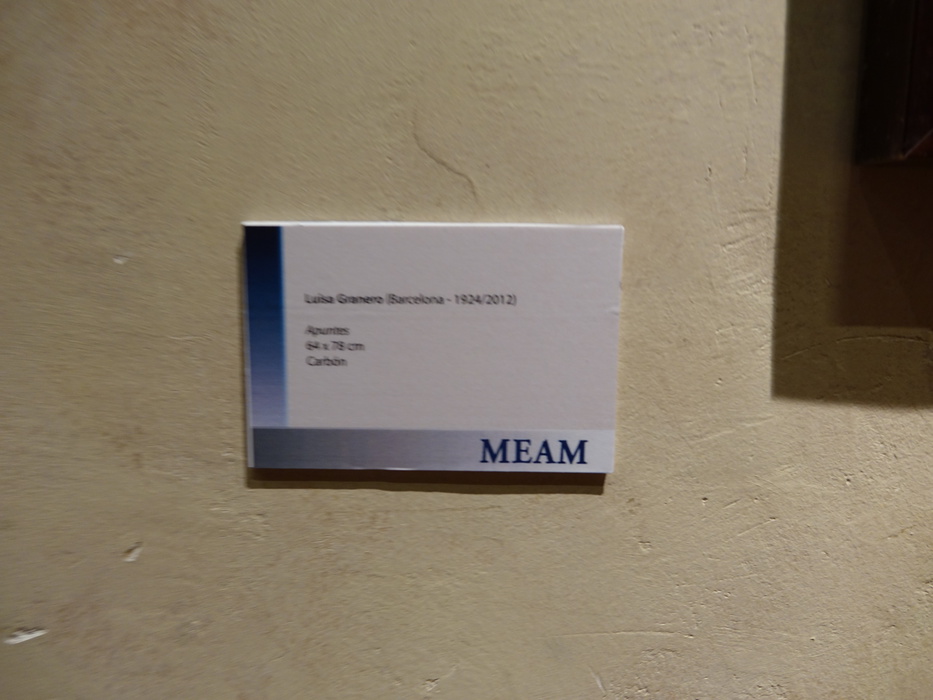 Luisa Granero (Barcelona - 1924/2012)
Apuntes
64 x 78 cm
Carbón
MEAM